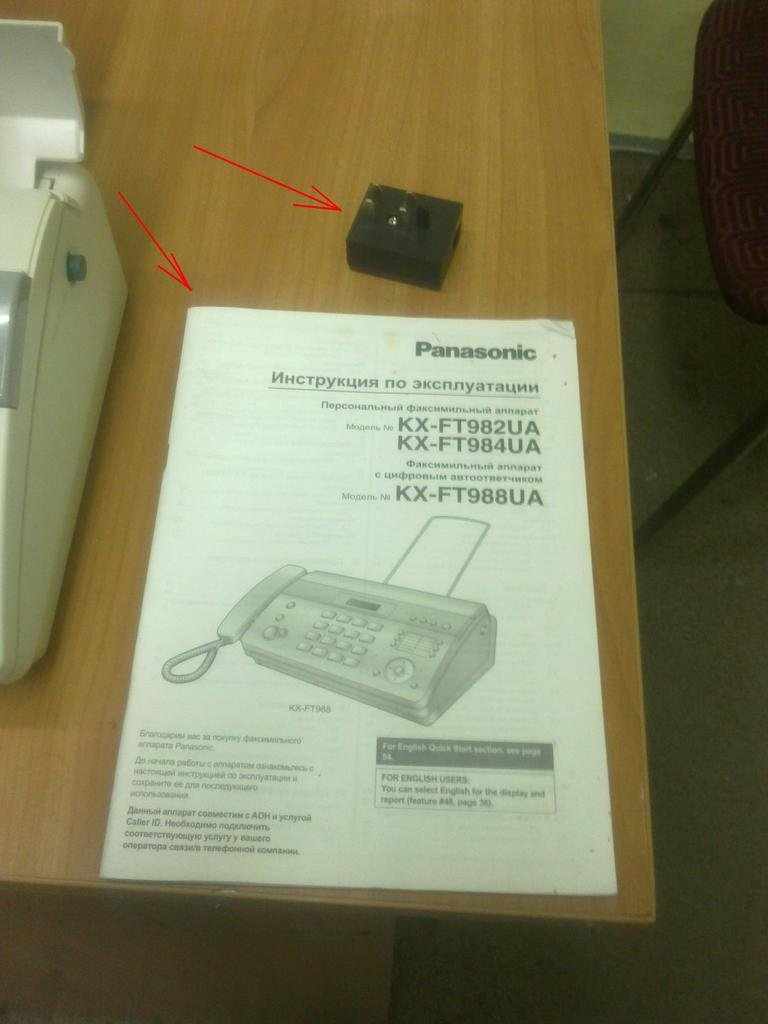 Panasonic
Инструкция по эксплуатации
Персональный факсимильный аппарат
Модель № KX-FT982UA
KX-FT984UA
Факсимильный аппарат
с цифровым автоответчиком
Модель № KX-FT988UA
KX-FT988
Благодарим вас за покупку факсимильного
аппарата Panasonic.
До начала работы с аппаратом ознакомьтесь с
настоящей инструкцией по эксплуатации и
сохраните ее для последующего
использования.
Данный аппарат совместим с АОН и услугой
Caller ID. Необходимо подключить
соответствующую услугу у вашего
оператора связи/в телефонной компании.
For English Quick Start section, see page
54.
FOR ENGLISH USERS:
You can select English for the display and
report (feature #48, page 36).